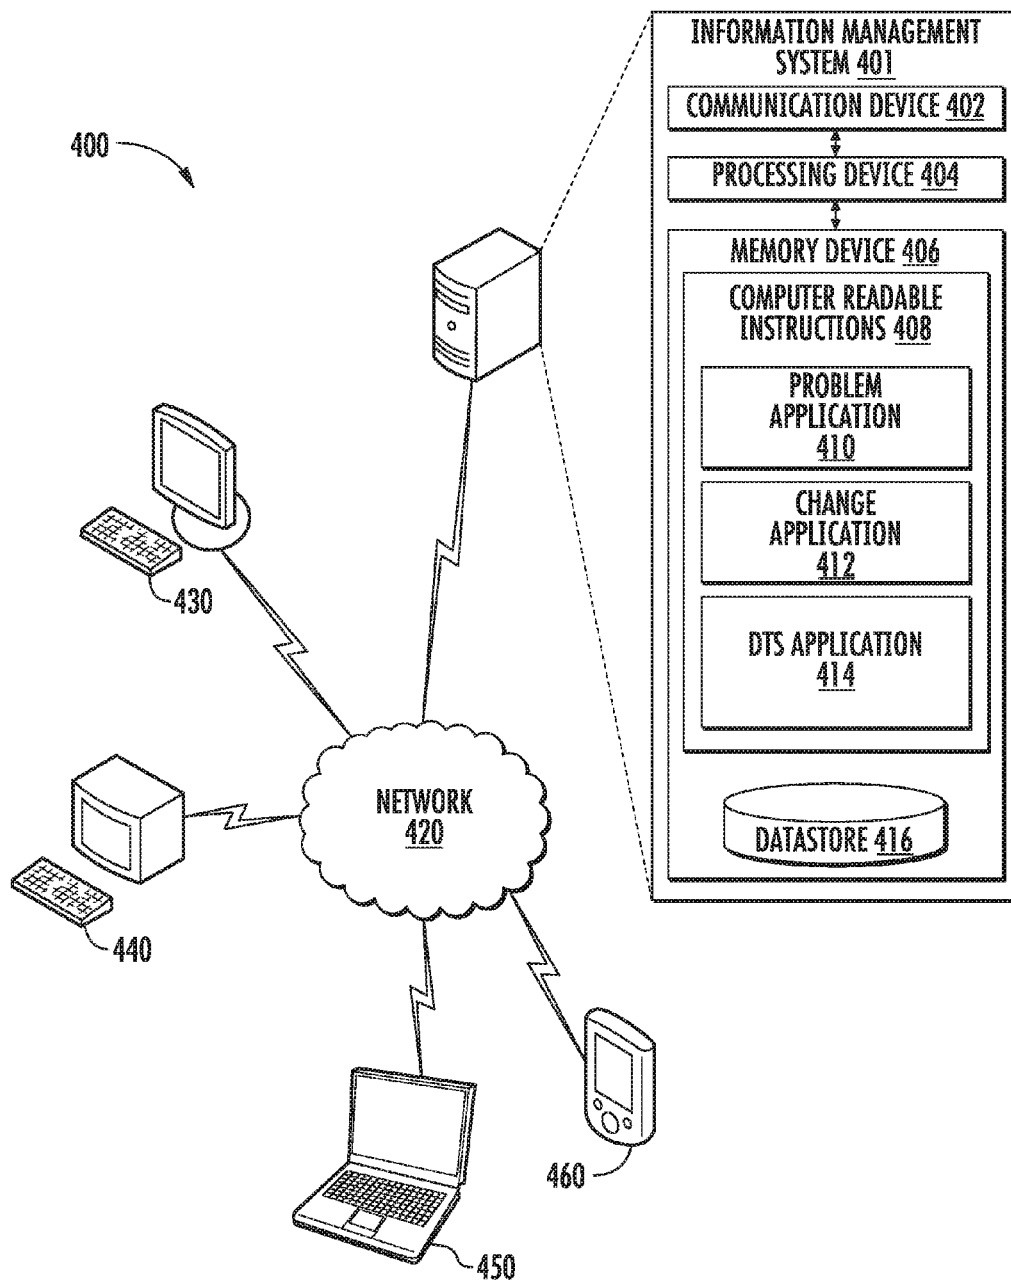 INFORMATION MANAGEMENT
SYSTEM 401
COMMUNICATION DEVICE 402
PROCESSING DEVICE 404
MEMORY DEVICE 406
COMPUTER READABLE
INSTRUCTIONS 408
PROBLEM
APPLICATION
410
CHANGE
APPLICATION
412
DTS APPLICATION
414
DATASTORE 416
400
430
NETWORK
420
440
460
450